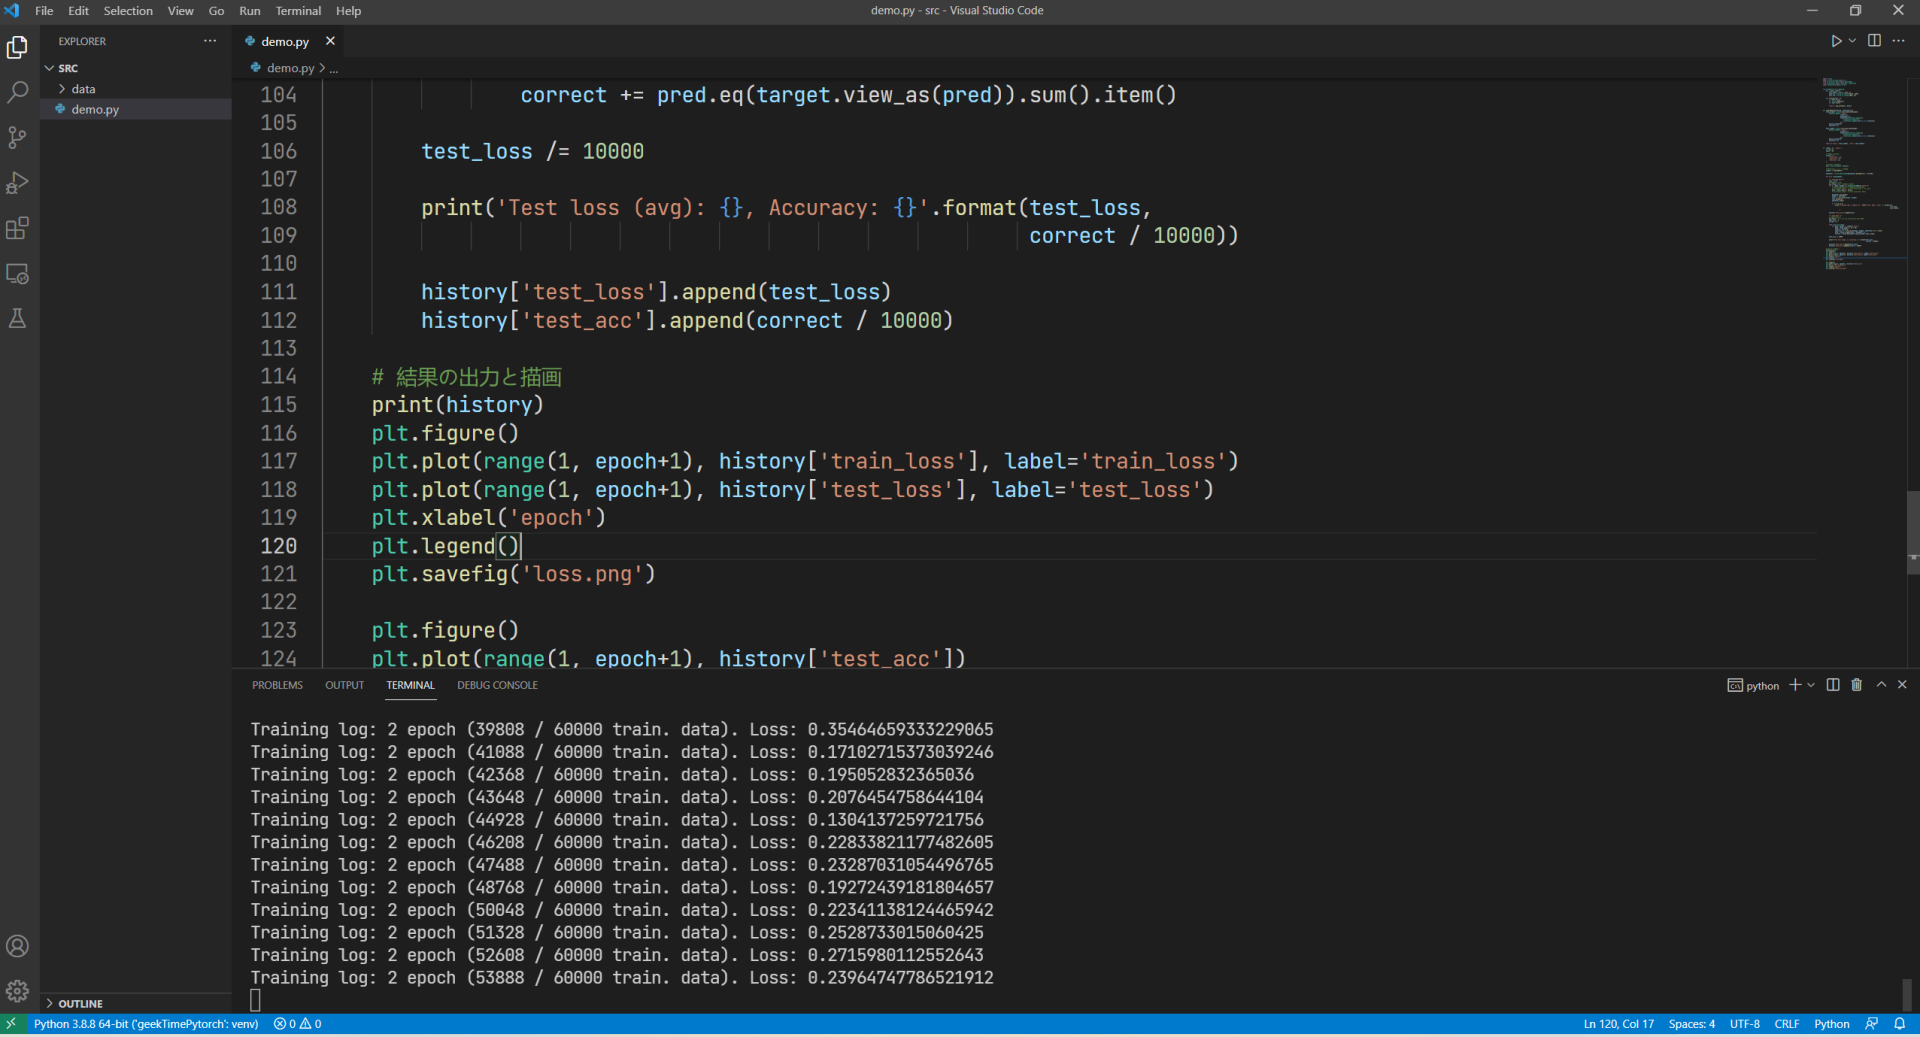 File Edit Selection View Go Run Terminal Help
demo.py - src - Visual Studio Code
EXPLORER
SRC
data
demo.py
OUTLINE
demo.py
demo.py > ...
104 correct += pred.eq(target.view_as(pred)).sum().item()
105
106 test_loss /= 10000
107
108 print('Test loss (avg): {}, Accuracy: {}'.format(test_loss,
109 correct / 10000))
110
111 history['test_loss'].append(test_loss)
112 history['test_acc'].append(correct / 10000)
113
114 # 結果の出力と描画
115 print(history)
116 plt.figure()
117 plt.plot(range(1, epoch+1), history['train_loss'], label='train_loss')
118 plt.plot(range(1, epoch+1), history['test_loss'], label='test_loss')
119 plt.xlabel('epoch')
120 plt.legend()
121 plt.savefig('loss.png')
122
123 plt.figure()
124 plt.plot(range(1, epoch+1), history['test_acc'])
PROBLEMS OUTPUT TERMINAL DEBUG CONSOLE
python
Training log: 2 epoch (39808 / 60000 train. data). Loss: 0.35464659333229065
Training log: 2 epoch (41088 / 60000 train. data). Loss: 0.17102715373039246
Training log: 2 epoch (42368 / 60000 train. data). Loss: 0.195052832365036
Training log: 2 epoch (43648 / 60000 train. data). Loss: 0.2076454758644104
Training log: 2 epoch (44928 / 60000 train. data). Loss: 0.1304137259721756
Training log: 2 epoch (46208 / 60000 train. data). Loss: 0.22833821177482605
Training log: 2 epoch (47488 / 60000 train. data). Loss: 0.23287031054496765
Training log: 2 epoch (48768 / 60000 train. data). Loss: 0.19272439181804657
Training log: 2 epoch (50048 / 60000 train. data). Loss: 0.22341138124465942
Training log: 2 epoch (51328 / 60000 train. data). Loss: 0.2528733015060425
Training log: 2 epoch (52608 / 60000 train. data). Loss: 0.2715980112552643
Training log: 2 epoch (53888 / 60000 train. data). Loss: 0.23964747786521912
Python 3.8.8 64-bit ('geekTimePytorch': venv) 0 0 Ln 120, Col 17 Spaces: 4 UTF-8 CRLF Python